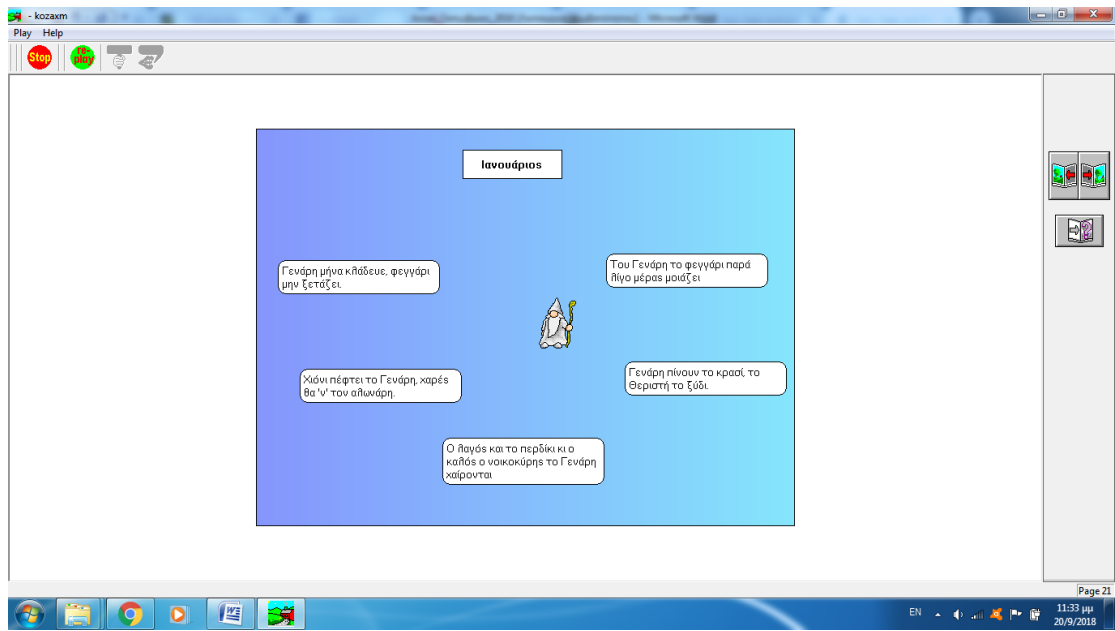 - kozaxm
Play Help
Stop
re-
play
Ιανουάριος
Γενάρη μήνα κλάδευε, φεγγάρι
μην ξετάζει.
Του Γενάρη το φεγγάρι παρά
λίγο μέρας μοιάζει
Χιόνι πέφτει το Γενάρη, χαρές
θα 'ν' τον αλωνάρη.
Γενάρη πίνουν το κρασί, το
Θεριστή το ξύδι.
Ο λαγός και το περδίκι κι ο
καλός ο νοικοκύρης το Γενάρη
χαίρονται
Page 21
EN
11:33 μμ
20/9/2018